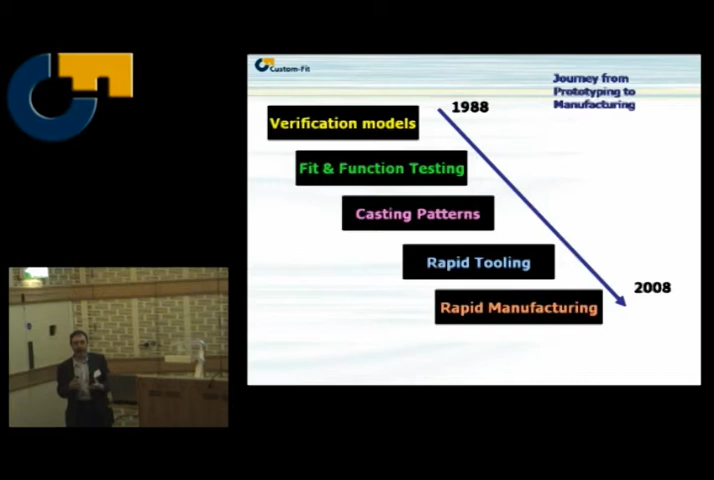 Custom-Fit
Journey from
Prototyping to
Manufacturing
1988
Verification models
Fit & Function Testing
Casting Patterns
Rapid Tooling
2008
Rapid Manufacturing